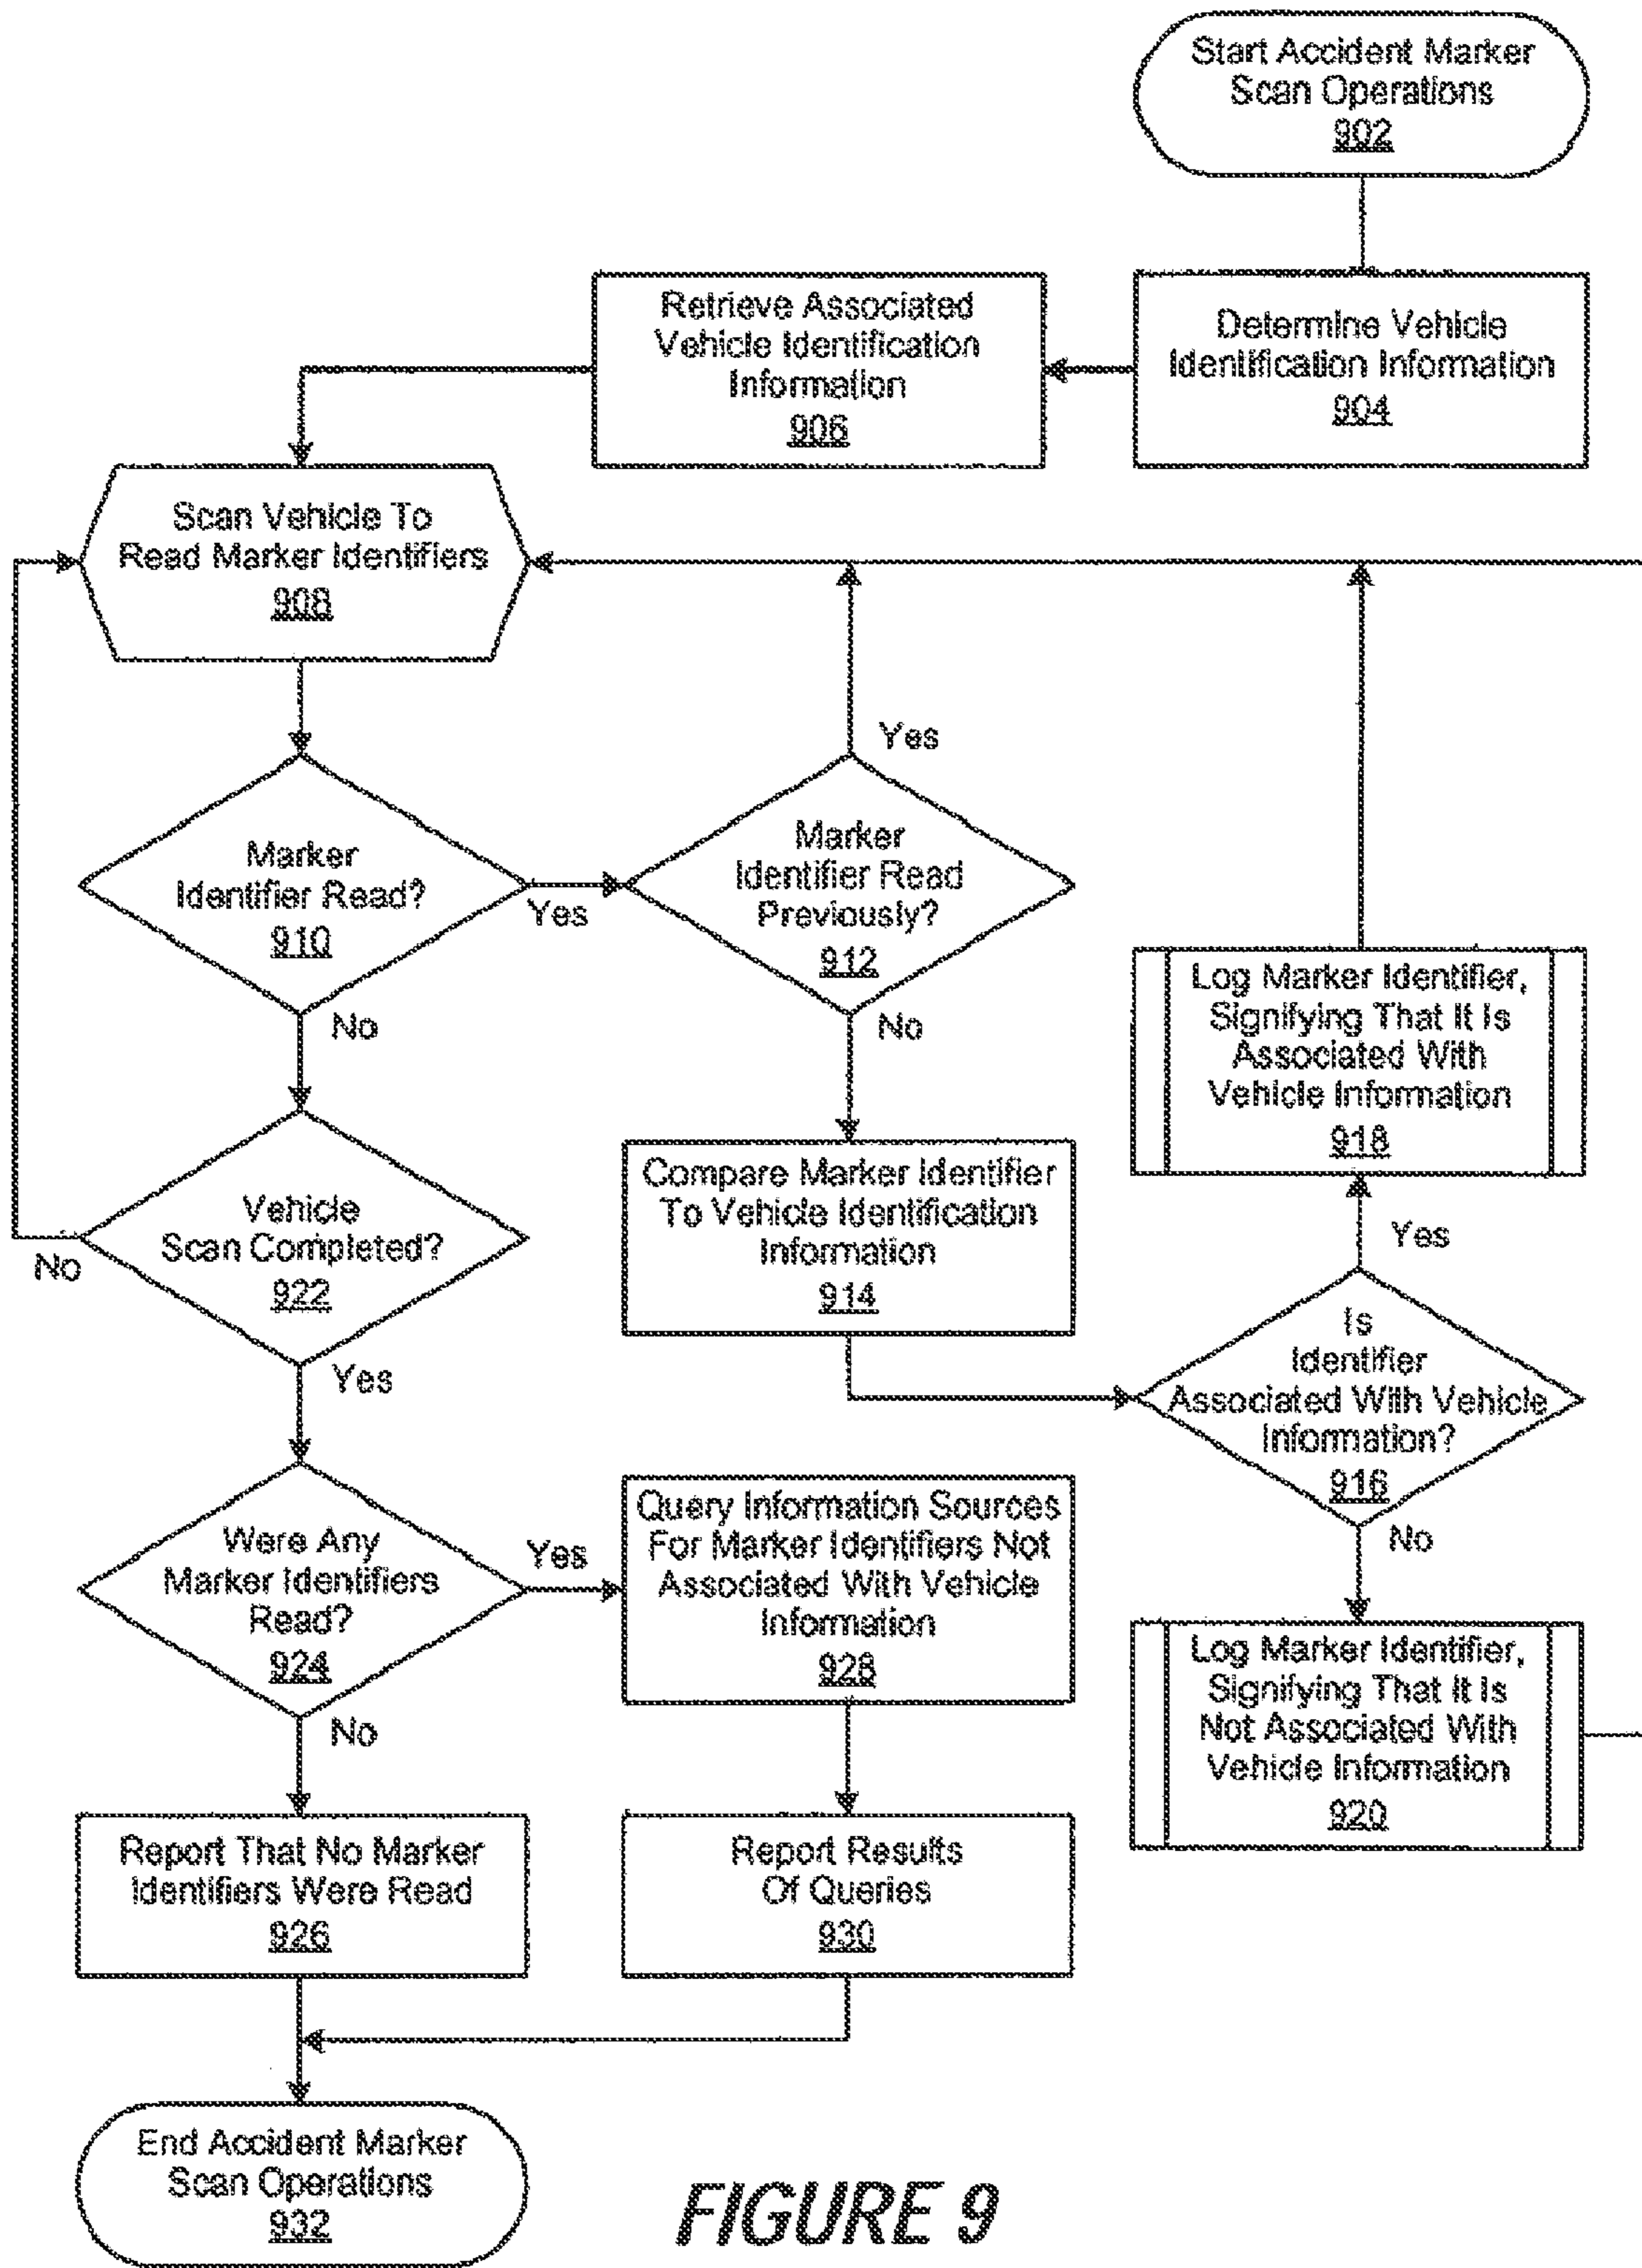 Start Accident Marker
Scan Operations
902
Determine Vehicle
Identification Information
904
Retrieve Associated
Vehicle Identification
Information
906
Scan Vehicle To
Read Marker Identifiers
908
Marker
Identifier Read?
910
Yes
No
Marker
Identifier Read
Previously?
912
Yes
No
Compare Marker Identifier
To Vehicle Identification
Information
914
Is
Identifier
Associated With Vehicle
Information?
916
Yes
No
Log Marker Identifier,
Signifying That It Is
Associated With
Vehicle Information
918
Log Marker Identifier,
Signifying That It Is
Not Associated With
Vehicle Information
920
Vehicle
Scan Completed?
922
No
Yes
Were Any
Marker Identifiers
Read?
924
Yes
No
Query Information Sources
For Marker Identifiers Not
Associated With Vehicle
Information
928
Report That No Marker
Identifiers Were Read
926
Report Results
Of Queries
930
End Accident Marker
Scan Operations
932
FIGURE 9